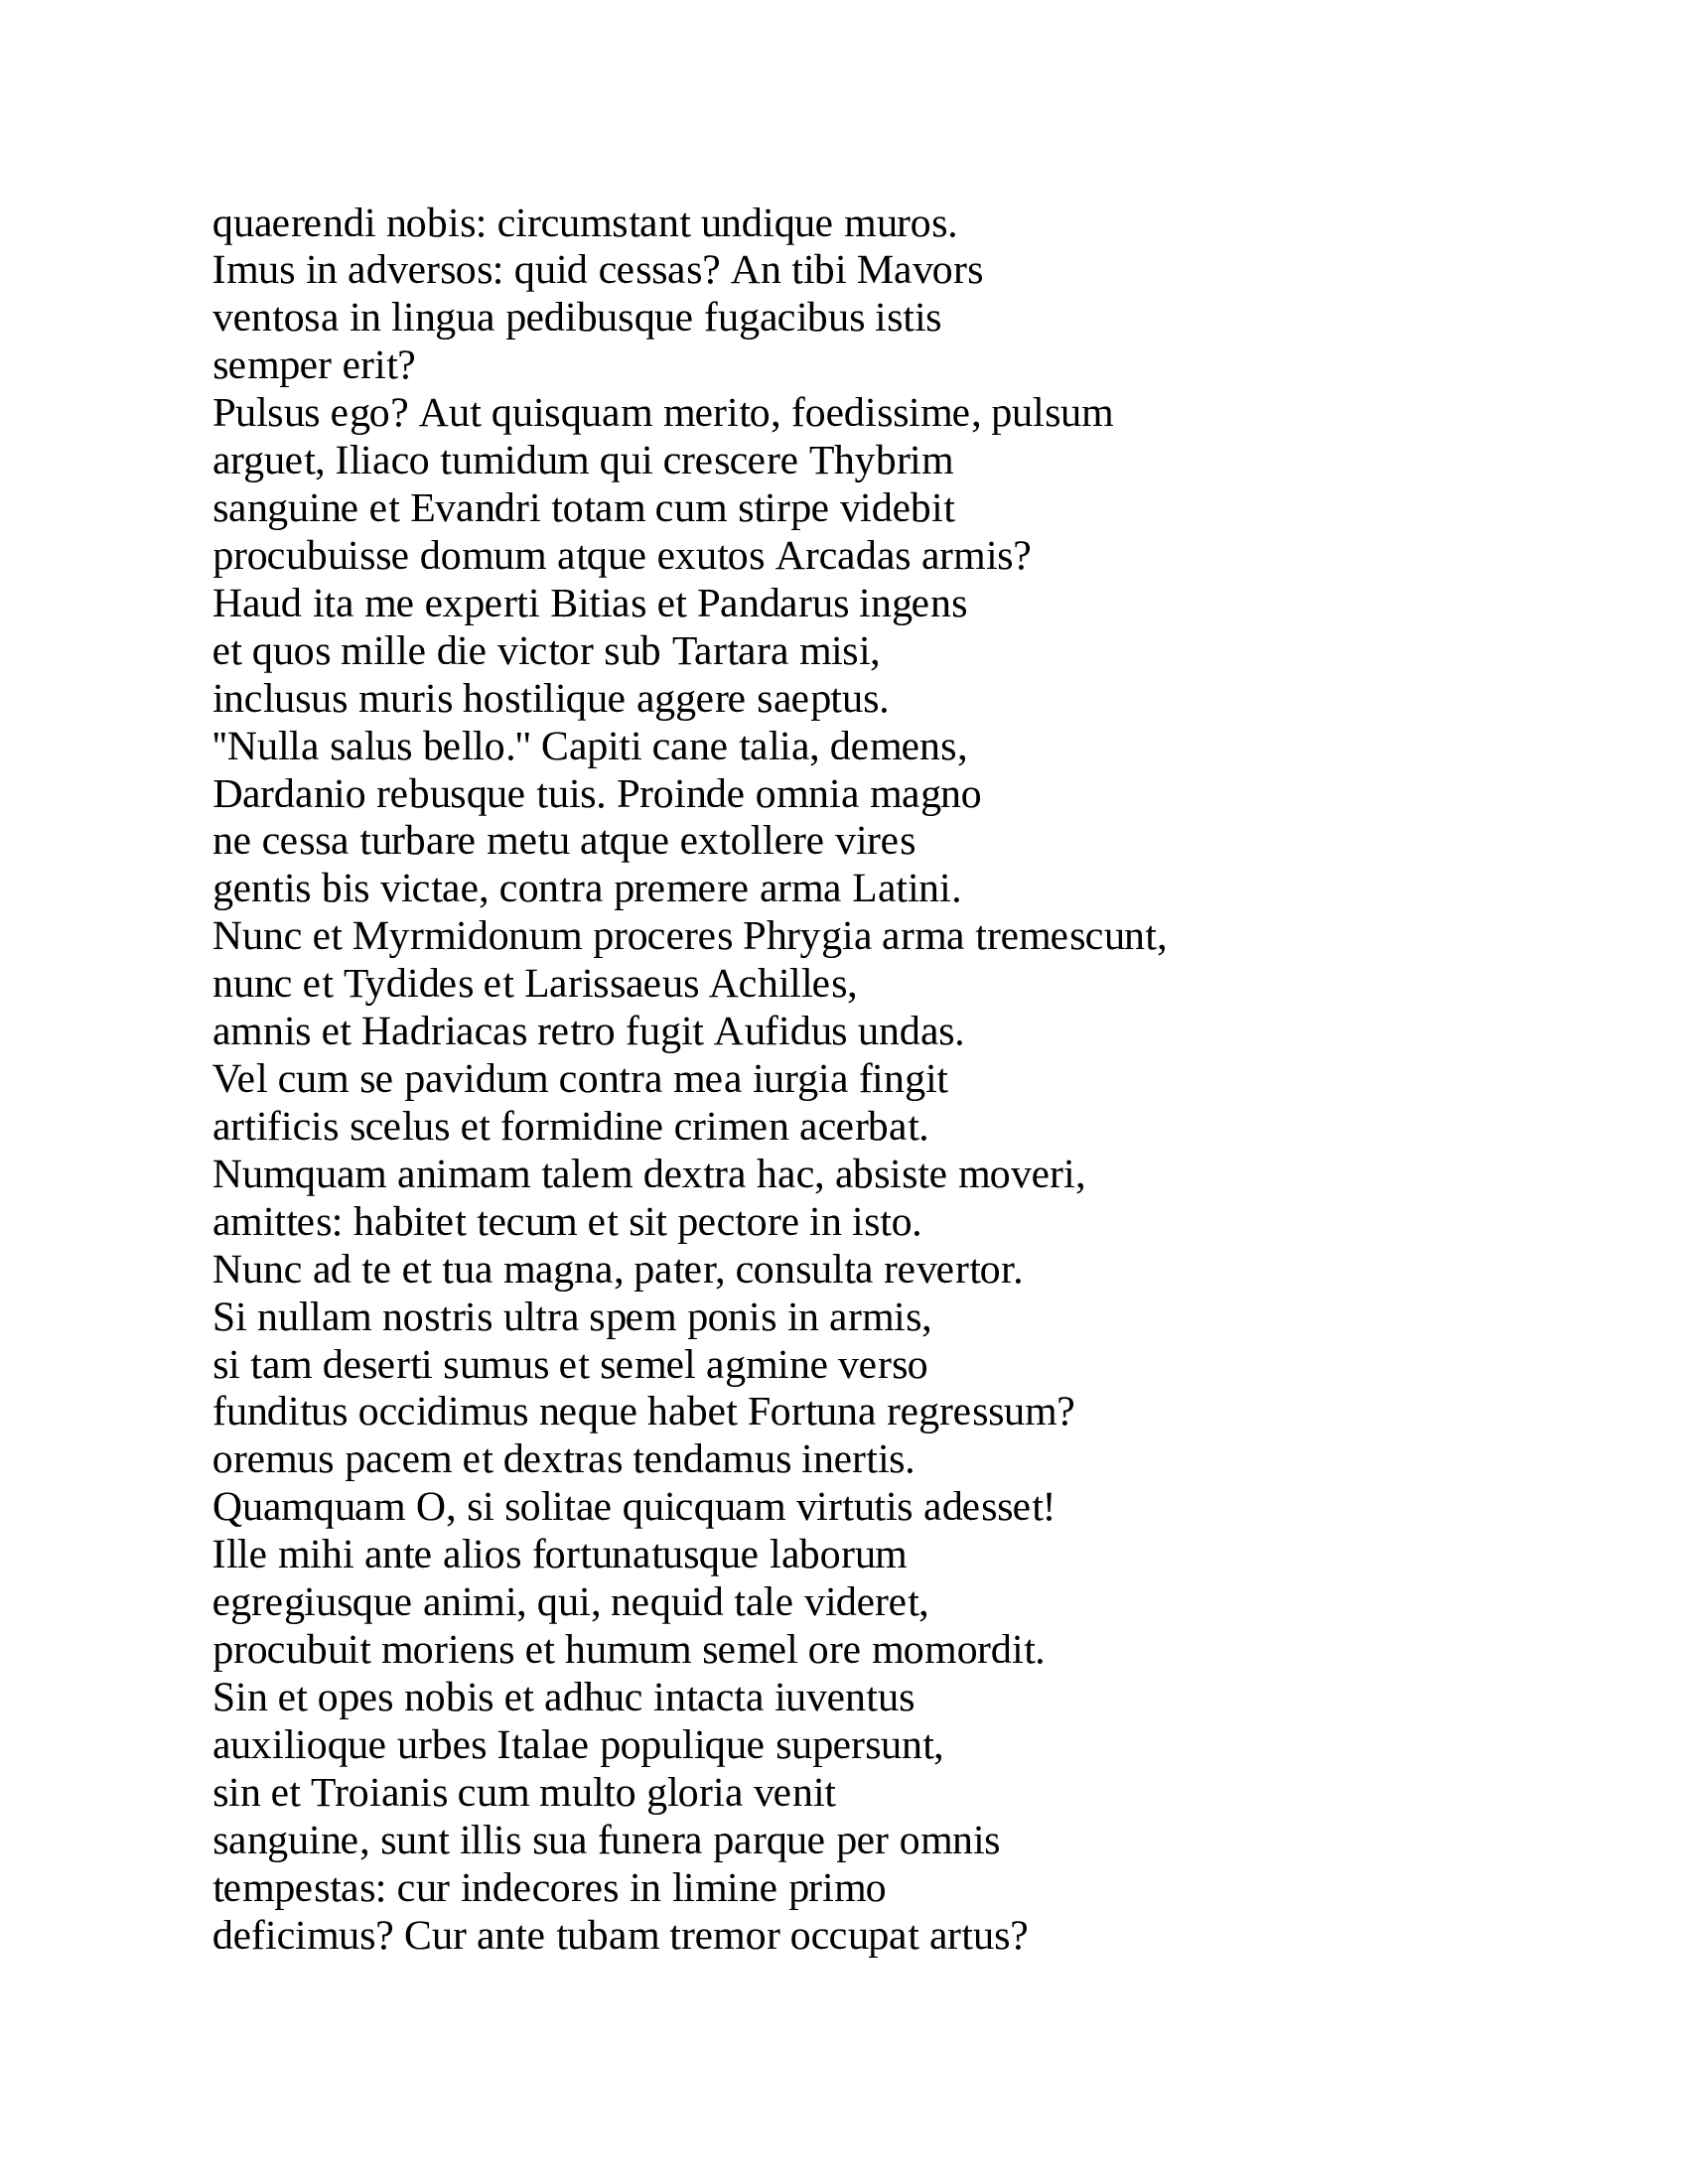 quaerendi nobis: circumstant undique muros.
Imus in adversos: quid cessas? An tibi Mavors
ventosa in lingua pedibusque fugacibus istis
semper erit?
Pulsus ego? Aut quisquam merito, foedissime, pulsum
arguet, Iliaco tumidum qui crescere Thybrim
sanguine et Evandri totam cum stirpe videbit
procubuisse domum atque exutos Arcadas armis?
Haud ita me experti Bitias et Pandarus ingens
et quos mille die victor sub Tartara misi,
inclusus muris hostilique aggere saeptus.
"Nulla salus bello." Capiti cane talia, demens,
Dardanio rebusque tuis. Proinde omnia magno
ne cessa turbare metu atque extollere vires
gentis bis victae, contra premere arma Latini.
Nunc et Myrmidonum proceres Phrygia arma tremescunt,
nunc et Tydides et Larissaeus Achilles,
amnis et Hadriacas retro fugit Aufidus undas.
Vel cum se pavidum contra mea iurgia fingit
artificis scelus et formidine crimen acerbat.
Numquam animam talem dextra hac, absiste moveri,
amittes: habitet tecum et sit pectore in isto.
Nunc ad te et tua magna, pater, consulta revertor.
Si nullam nostris ultra spem ponis in armis,
si tam deserti sumus et semel agmine verso
funditus occidimus neque habet Fortuna regressum?
oremus pacem et dextras tendamus inertis.
Quamquam O, si solitae quicquam virtutis adesset!
Ille mihi ante alios fortunatusque laborum
egregiusque animi, qui, nequid tale videret,
procubuit moriens et humum semel ore momordit.
Sin et opes nobis et adhuc intacta iuventus
auxilioque urbes Italae populique supersunt,
sin et Troianis cum multo gloria venit
sanguine, sunt illis sua funera parque per omnis
tempestas: cur indecores in limine primo
deficimus? Cur ante tubam tremor occupat artus?